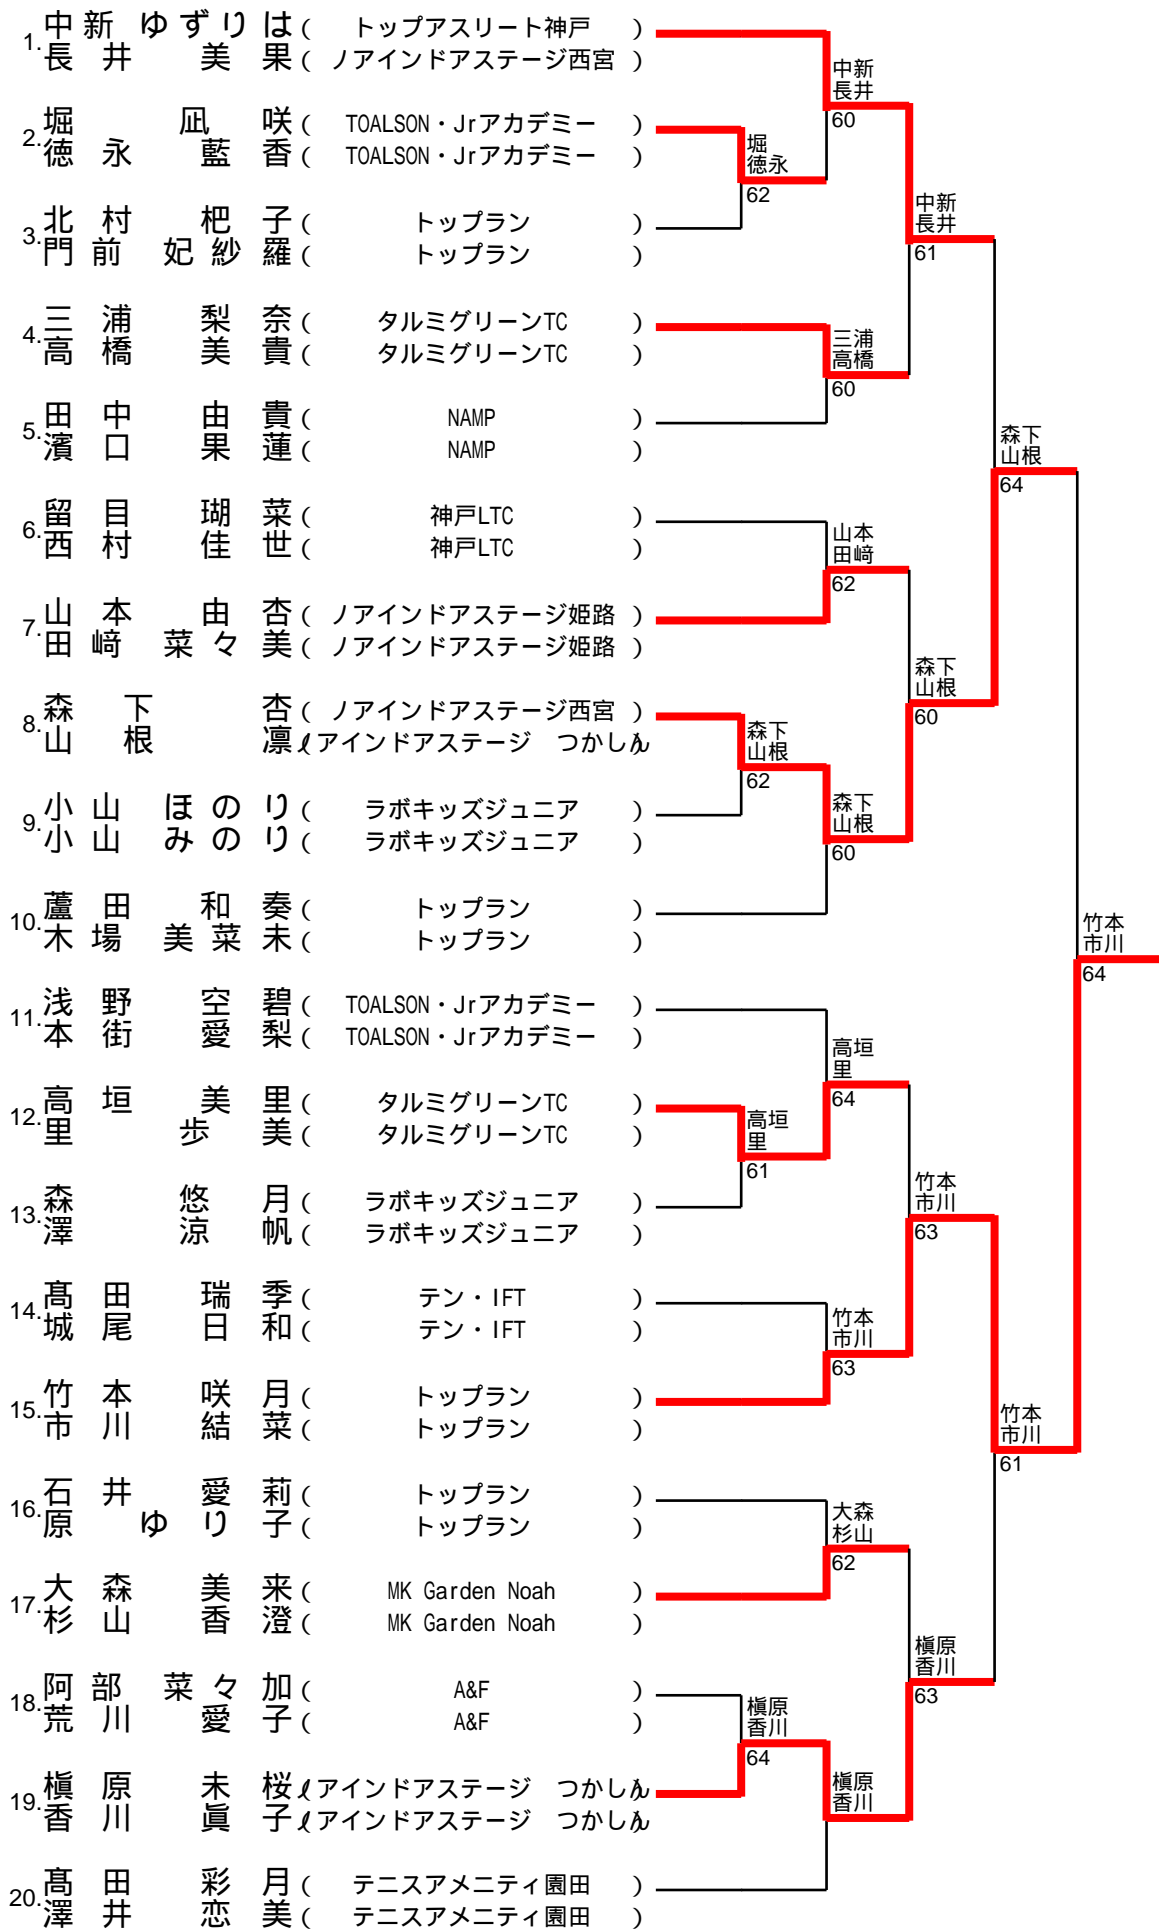 1. 中新 ゆずりは ( トップアスリート神戸 )
長井 美果 ( ノアインドアステージ西宮 )
2. 堀 凪咲 ( TOALSON・Jrアカデミー )
徳永 藍香 ( TOALSON・Jrアカデミー )
3. 北村 杷子 ( トップラン )
門前 妃紗羅 ( トップラン )
4. 三浦 梨奈 ( タルミグリーンTC )
高橋 美貴 ( タルミグリーンTC )
5. 田中 由貴 ( NAMP )
濱口 果蓮 ( NAMP )
6. 留目 瑚菜 ( 神戸LTC )
西村 佳世 ( 神戸LTC )
7. 山本 由杏 ( ノアインドアステージ姫路 )
田﨑 菜々美 ( ノアインドアステージ姫路 )
8. 森下 杏 ( ノアインドアステージ西宮 )
山根 凛 (ノアインドアステージ つかしん)
9. 小山 ほのり ( ラボキッズジュニア )
小山 みのり ( ラボキッズジュニア )
10. 蘆田 和奏 ( トップラン )
木場 美菜未 ( トップラン )
11. 浅野 空碧 ( TOALSON・Jrアカデミー )
本街 愛梨 ( TOALSON・Jrアカデミー )
12. 高垣 美里 ( タルミグリーンTC )
里 歩美 ( タルミグリーンTC )
13. 森 悠月 ( ラボキッズジュニア )
澤 涼帆 ( ラボキッズジュニア )
14. 髙田 瑞季 ( テン・IFT )
城尾 日和 ( テン・IFT )
15. 竹本 咲月 ( トップラン )
市川 結菜 ( トップラン )
16. 石井 愛莉 ( トップラン )
原 ゆり子 ( トップラン )
17. 大森 美来 ( MK Garden Noah )
杉山 香澄 ( MK Garden Noah )
18. 阿部 菜々加 ( A&F )
荒川 愛子 ( A&F )
19. 槇原 未桜 (ノアインドアステージ つかしん)
香川 眞子 (ノアインドアステージ つかしん)
20. 髙田 彩月 ( テニスアメニティ園田 )
澤井 恋美 ( テニスアメニティ園田 )
堀
徳永
62
森下
山根
62
高垣
里
61
槇原
香川
64
中新
長井
60
三浦
高橋
60
山本
田﨑
62
森下
山根
60
高垣
里
64
竹本
市川
63
大森
杉山
62
槇原
香川
中新
長井
61
森下
山根
60
竹本
市川
63
槇原
香川
63
森下
山根
64
竹本
市川
61
竹本
市川
64